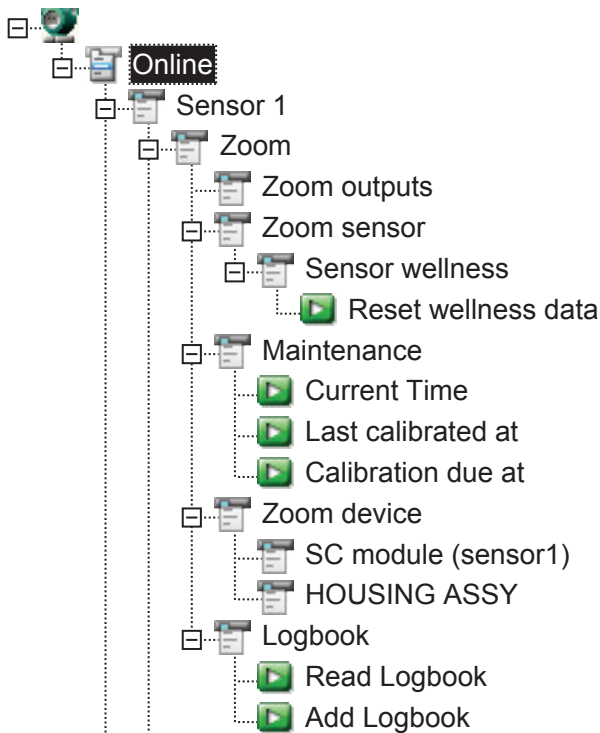 Online
Sensor 1
Zoom
Zoom outputs
Zoom sensor
Sensor wellness
Reset wellness data
Maintenance
Current Time
Last calibrated at
Calibration due at
Zoom device
SC module (sensor1)
HOUSING ASSY
Logbook
Read Logbook
Add Logbook